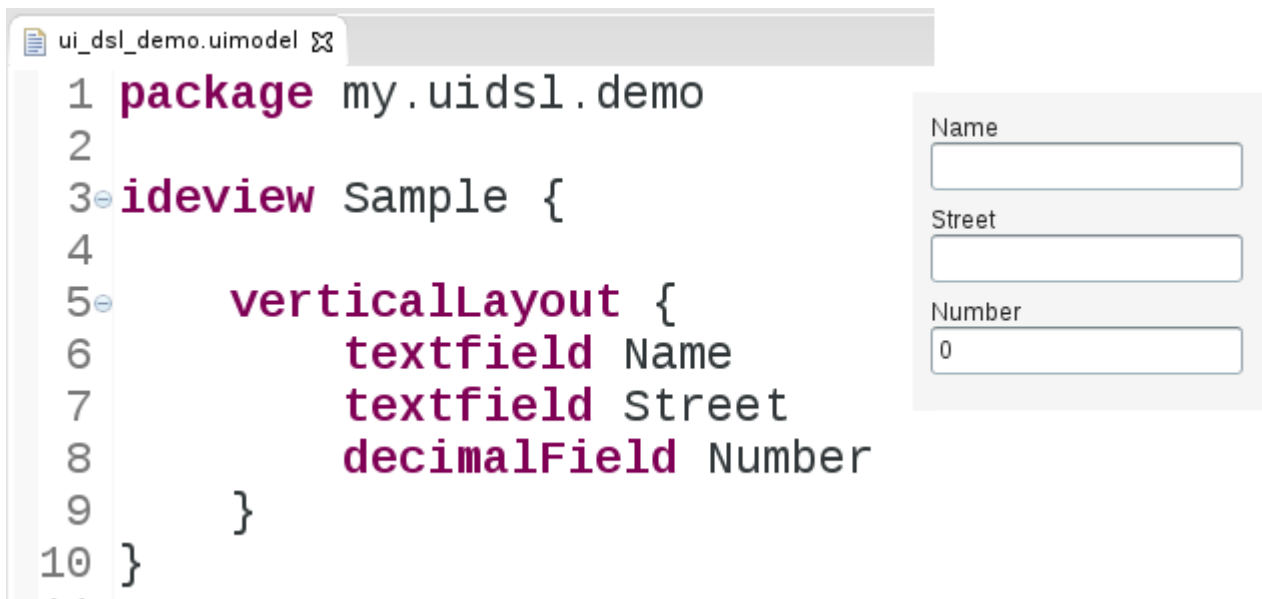 ui_dsl_demo.uimodel
1 package my.uidsl.demo
2
3 ideview Sample {
4
5 verticalLayout {
6 textfield Name
7 textfield Street
8 decimalField Number
9 }
10 }
Name
Street
Number
0